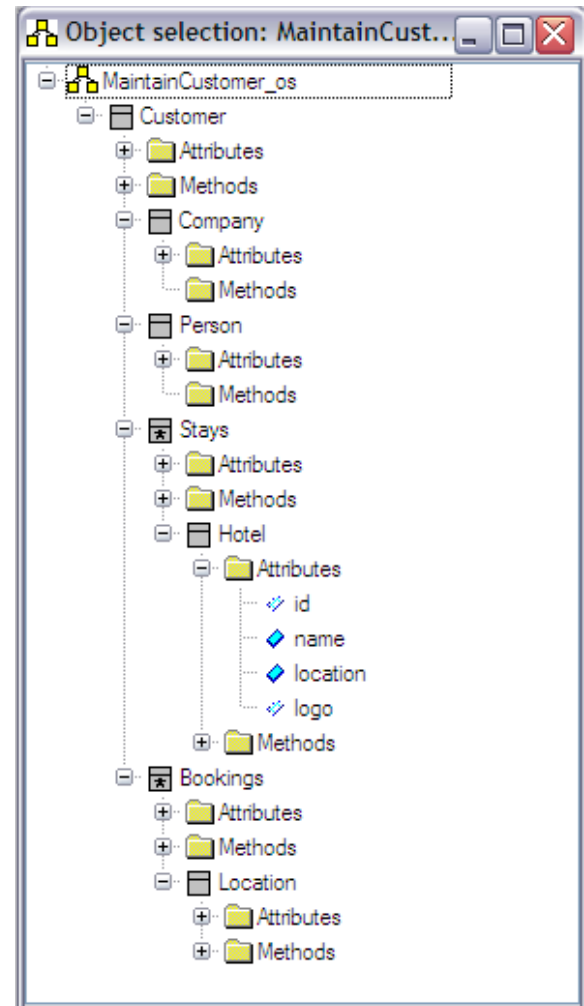 Object selection: MaintainCust...
MaintainCustomer_os
Customer
Attributes
Methods
Company
Attributes
Methods
Person
Attributes
Methods
Stays
Attributes
Methods
Hotel
Attributes
id
name
location
logo
Methods
Bookings
Attributes
Methods
Location
Attributes
Methods